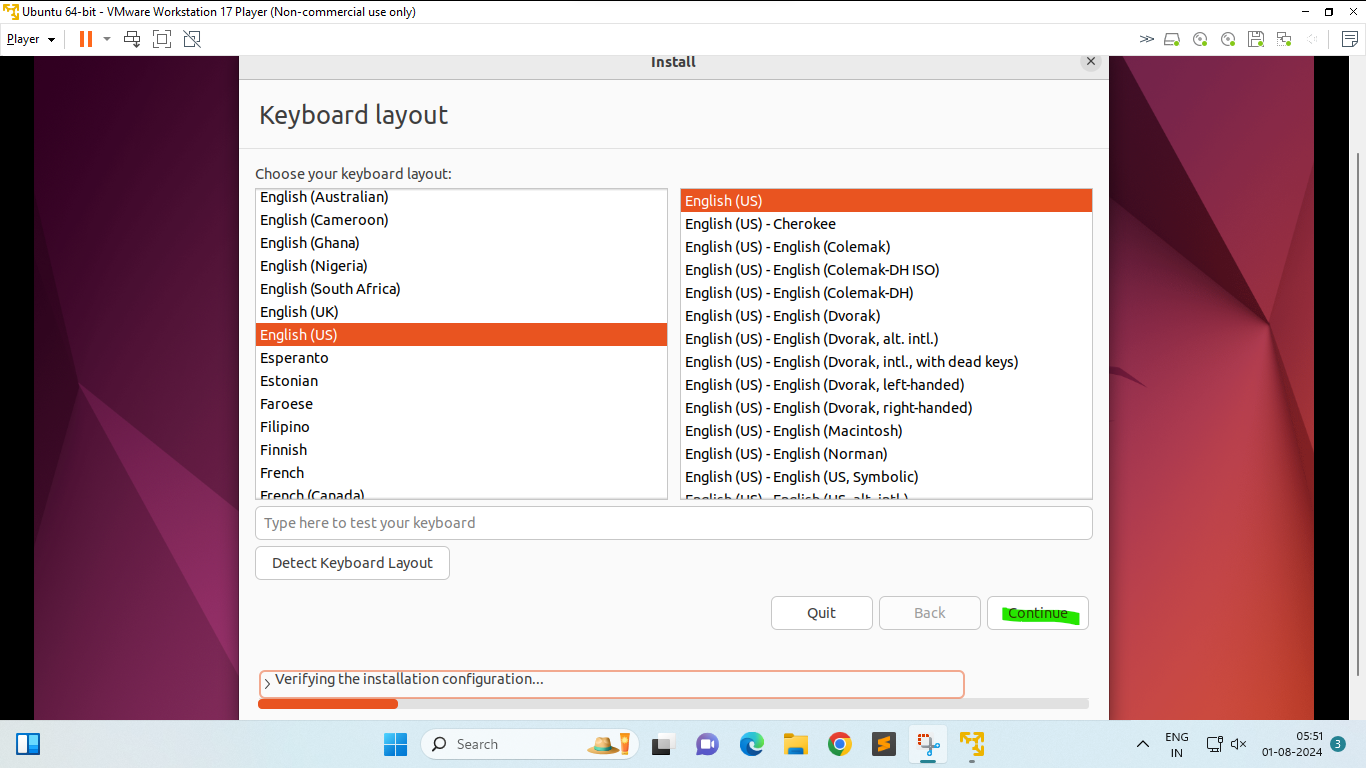 Ubuntu 64-bit - VMware Workstation 17 Player (Non-commercial use only)
Player
Install
Keyboard layout
Choose your keyboard layout:
English (Australian)
English (Cameroon)
English (Ghana)
English (Nigeria)
English (South Africa)
English (UK)
English (US)
Esperanto
Estonian
Faroese
Filipino
Finnish
French
French (Canada)
English (US)
English (US) - Cherokee
English (US) - English (Colemak)
English (US) - English (Colemak-DH ISO)
English (US) - English (Colemak-DH)
English (US) - English (Dvorak)
English (US) - English (Dvorak, alt. intl.)
English (US) - English (Dvorak, intl., with dead keys)
English (US) - English (Dvorak, left-handed)
English (US) - English (Dvorak, right-handed)
English (US) - English (Macintosh)
English (US) - English (Norman)
English (US) - English (US, Symbolic)
English (US) - English (US, alt. intl.)
Type here to test your keyboard
Detect Keyboard Layout
Quit
Back
Continue
Verifying the installation configuration...
Search
ENG
IN
05:51
01-08-2024
3